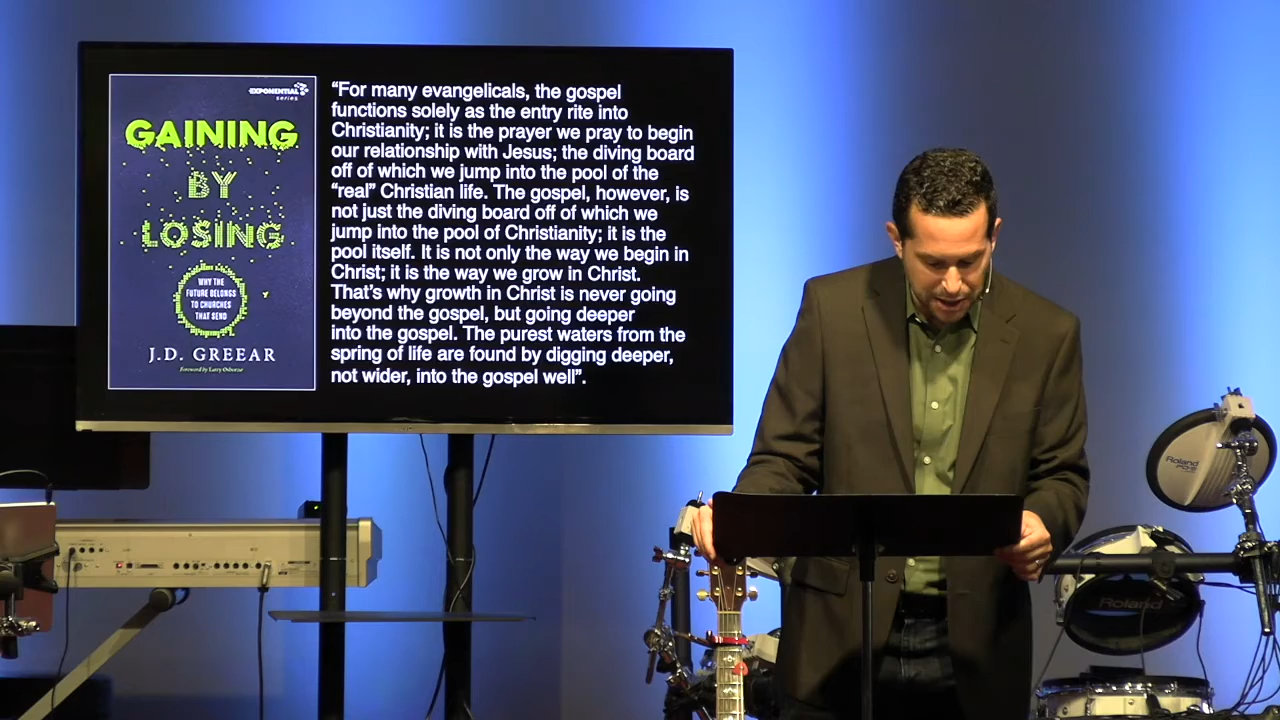 EXPONENTIAL
series
GAINING
BY
LOSING
WHY THE
FUTURE BELONGS
TO CHURCHES
THAT SEND
J.D. GREEAR
Foreword by Larry Osborne
“For many evangelicals, the gospel
functions solely as the entry rite into
Christianity; it is the prayer we pray to begin
our relationship with Jesus; the diving board
off of which we jump into the pool of the
“real” Christian life. The gospel, however, is
not just the diving board off of which we
jump into the pool of Christianity; it is the
pool itself. It is not only the way we begin in
Christ; it is the way we grow in Christ.
That’s why growth in Christ is never going
beyond the gospel, but going deeper
into the gospel. The purest waters from the
spring of life are found by digging deeper,
not wider, into the gospel well”.
Roland
Roland